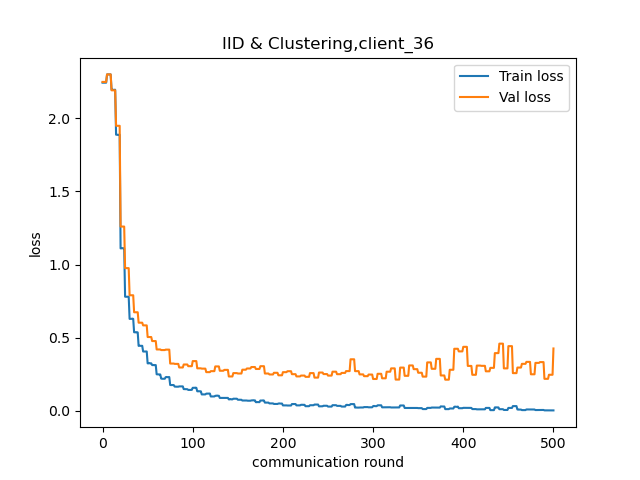 IID & Clustering,client_36
Train loss
Val loss
2.0
1.5
1.0
0.5
0.0
loss
0
100
200
300
400
500
communication round